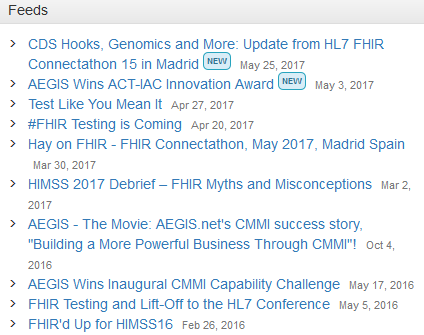 Feeds
CDS Hooks, Genomics and More: Update from HL7 FHIR
Connectathon 15 in Madrid NEW May 25, 2017
AEGIS Wins ACT-IAC Innovation Award NEW May 3, 2017
Test Like You Mean It Apr 27, 2017
#FHIR Testing is Coming Apr 20, 2017
Hay on FHIR - FHIR Connectathon, May 2017, Madrid Spain
Mar 30, 2017
HIMSS 2017 Debrief – FHIR Myths and Misconceptions Mar 2,
2017
AEGIS - The Movie: AEGIS.net's CMMI success story,
"Building a More Powerful Business Through CMMI"! Oct 4,
2016
AEGIS Wins Inaugural CMMI Capability Challenge May 17, 2016
FHIR Testing and Lift-Off to the HL7 Conference May 5, 2016
FHIR'd Up for HIMSS16 Feb 26, 2016